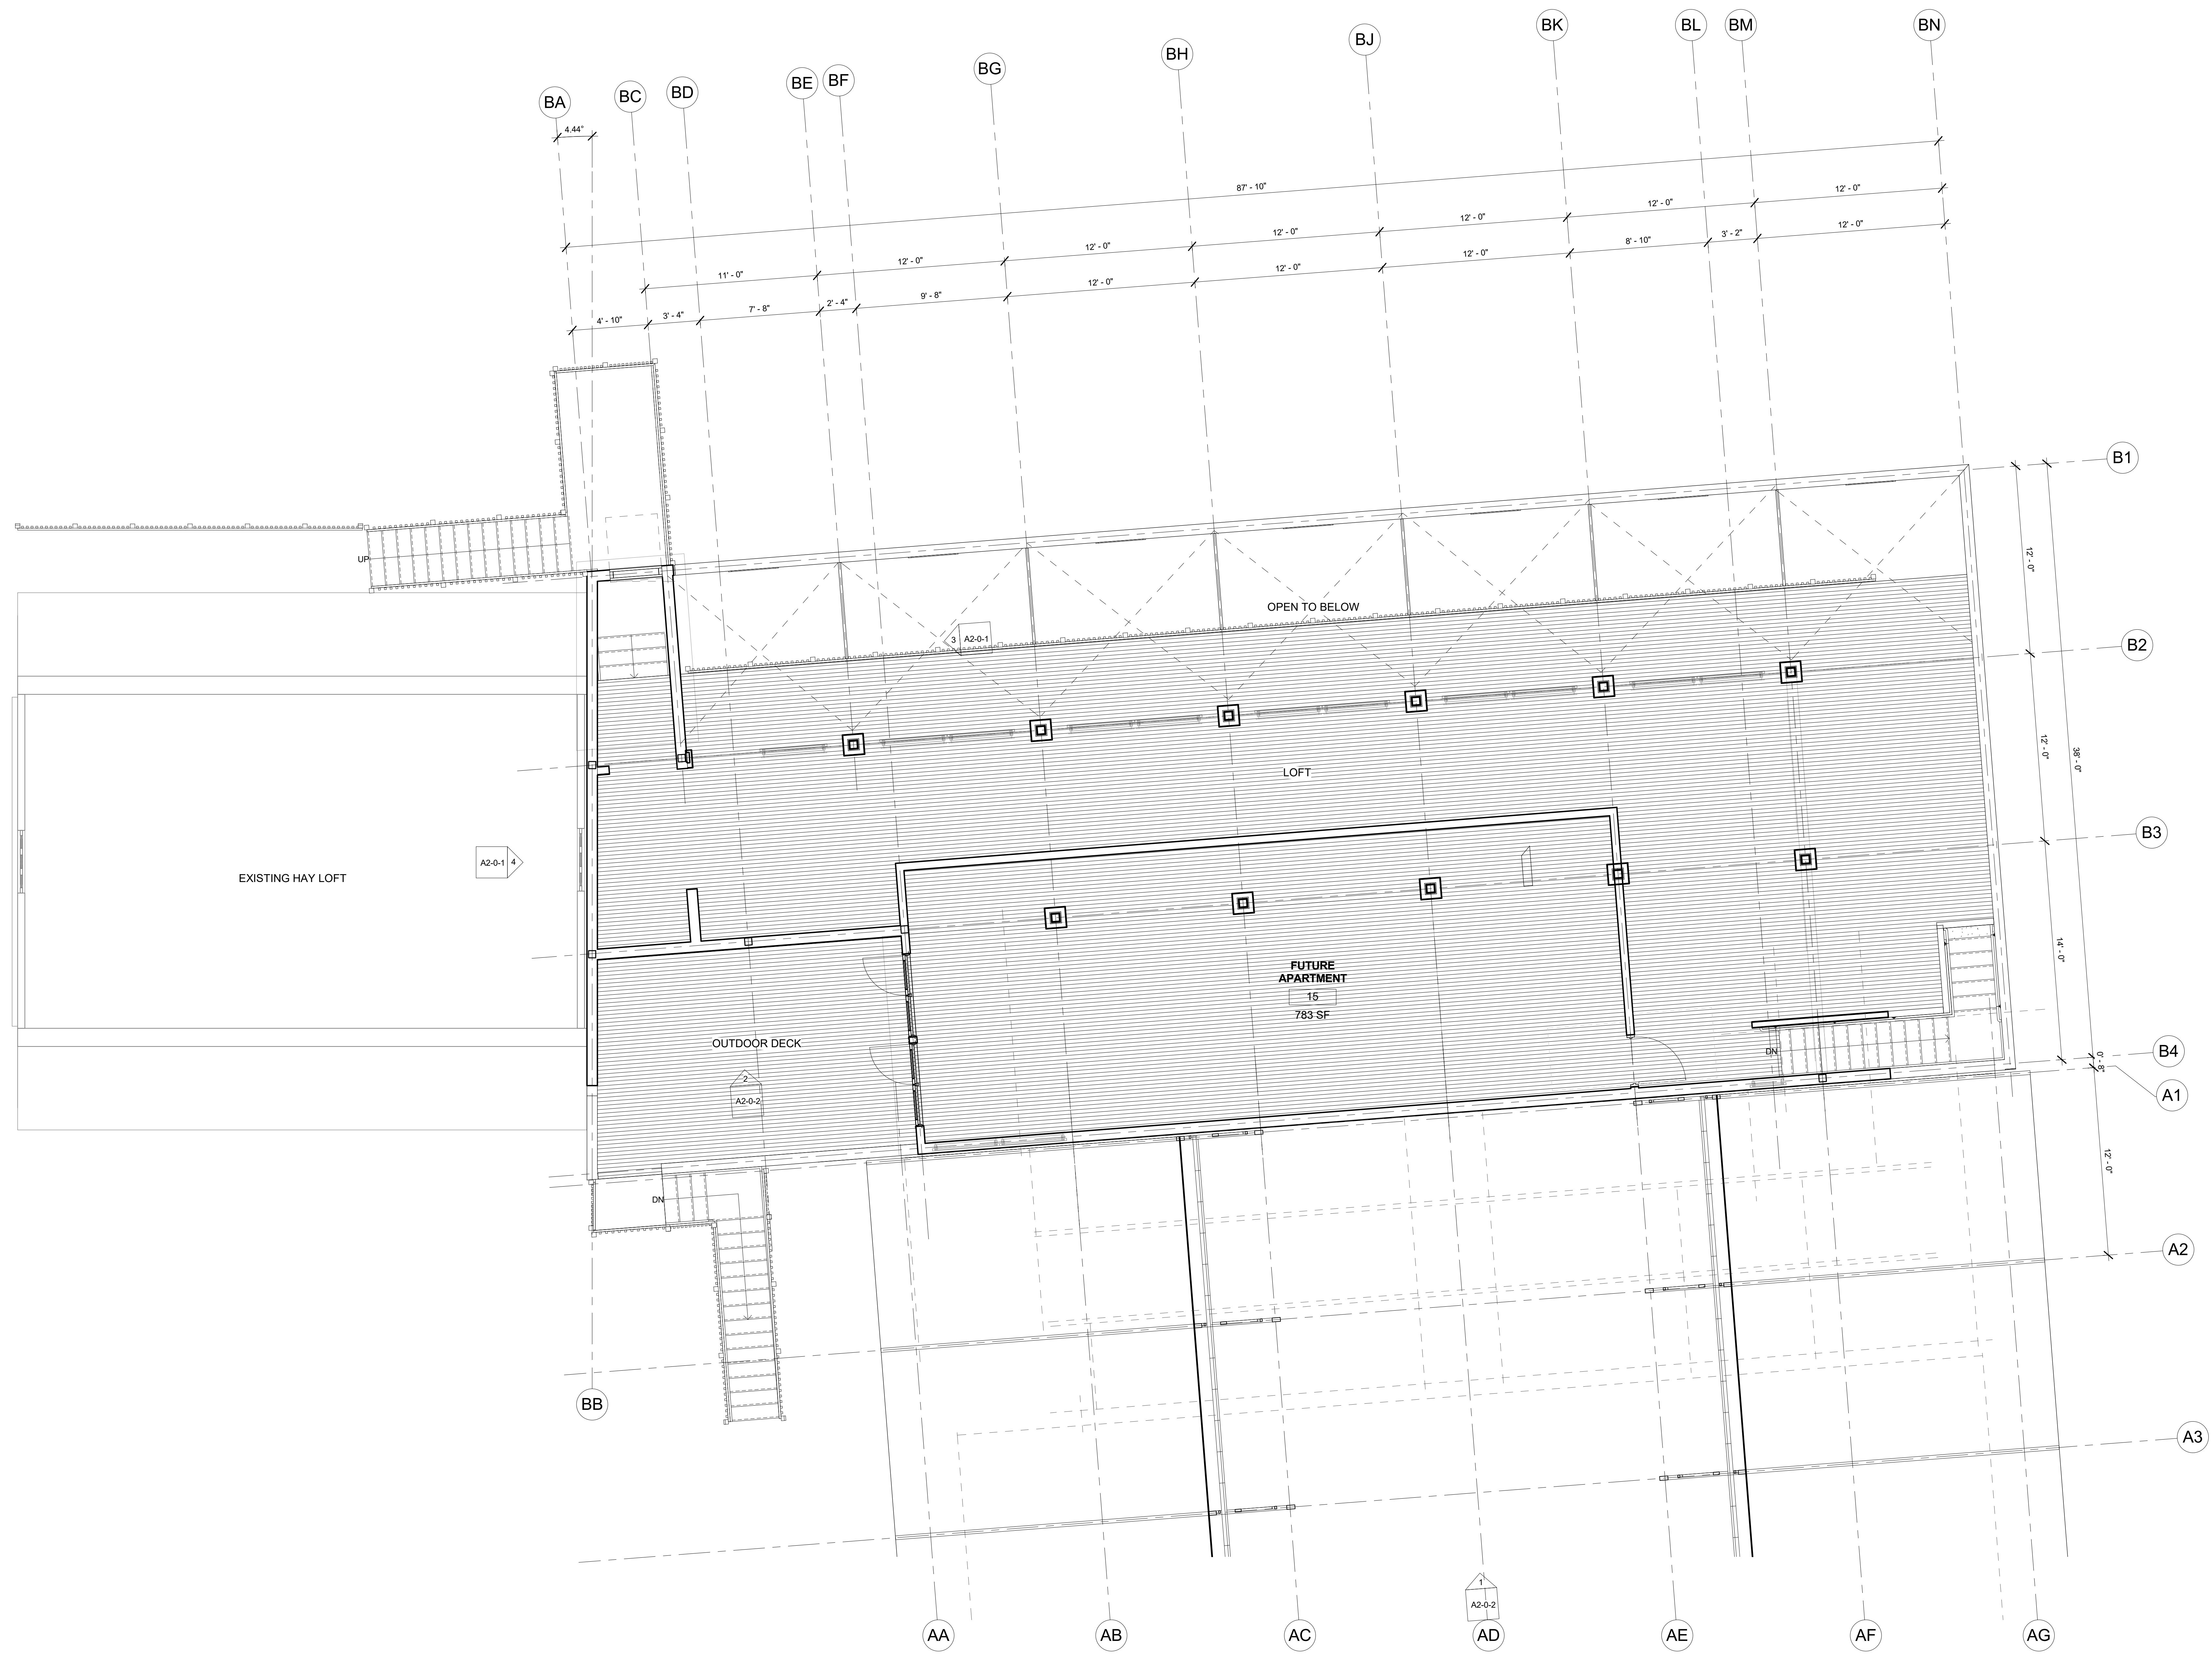 BA
BC
BD
BE
BF
BG
BH
BJ
BK
BL
BM
BN
4.44°
87' - 10"
11' - 0"
12' - 0"
12' - 0"
12' - 0"
12' - 0"
12' - 0"
12' - 0"
4' - 10"
3' - 4"
7' - 8"
2' - 4"
9' - 8"
12' - 0"
12' - 0"
12' - 0"
8' - 10"
3' - 2"
12' - 0"
B1
B2
B3
B4
A1
A2
A3
12' - 0"
12' - 0"
38' - 0"
14' - 0"
0' - 8"
12' - 0"
UP
OPEN TO BELOW
3
A2-0-1
LOFT
A2-0-1
4
EXISTING HAY LOFT
FUTURE
APARTMENT
15
783 SF
OUTDOOR DECK
2
A2-0-2
DN
DN
BB
1
A2-0-2
AA
AB
AC
AD
AE
AF
AG